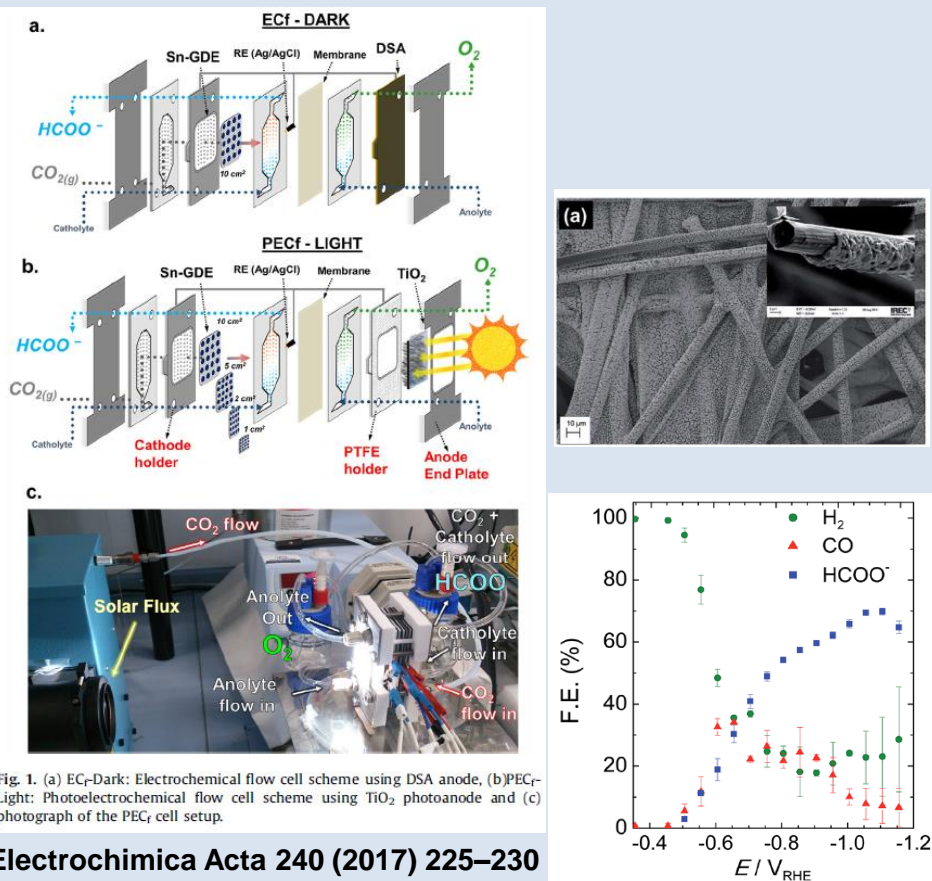 a.
ECf - DARK
Sn-GDE
RE (Ag/AgCl)
Membrane
DSA
O2
HCOO -
10 cm²
CO2(g)
Catholyte
Anolyte
b.
PECf - LIGHT
Sn-GDE
RE (Ag/AgCl)
Membrane
TiO2
O2
10 cm²
HCOO -
5 cm²
CO2(g)
2 cm²
1 cm²
Catholyte
Anolyte
Cathode
holder
PTFE
holder
Anode
End Plate
c.
CO2 flow
CO2 +
Catholyte
flow out
HCOO
Solar Flux
Anolyte
Out
O2
Catholyte
flow in
Anolyte
flow in
CO2
flow in
Fig. 1. (a) ECf-Dark: Electrochemical flow cell scheme using DSA anode, (b)PECf-
Light: Photoelectrochemical flow cell scheme using TiO2 photoanode and (c)
photograph of the PECf cell setup.
Electrochimica Acta 240 (2017) 225–230
(a)
IREC
10 µm
100
80
60
40
20
0
F.E. (%)
H2
CO
HCOO-
-0.4 -0.6 -0.8 -1.0 -1.2
E / VRHE